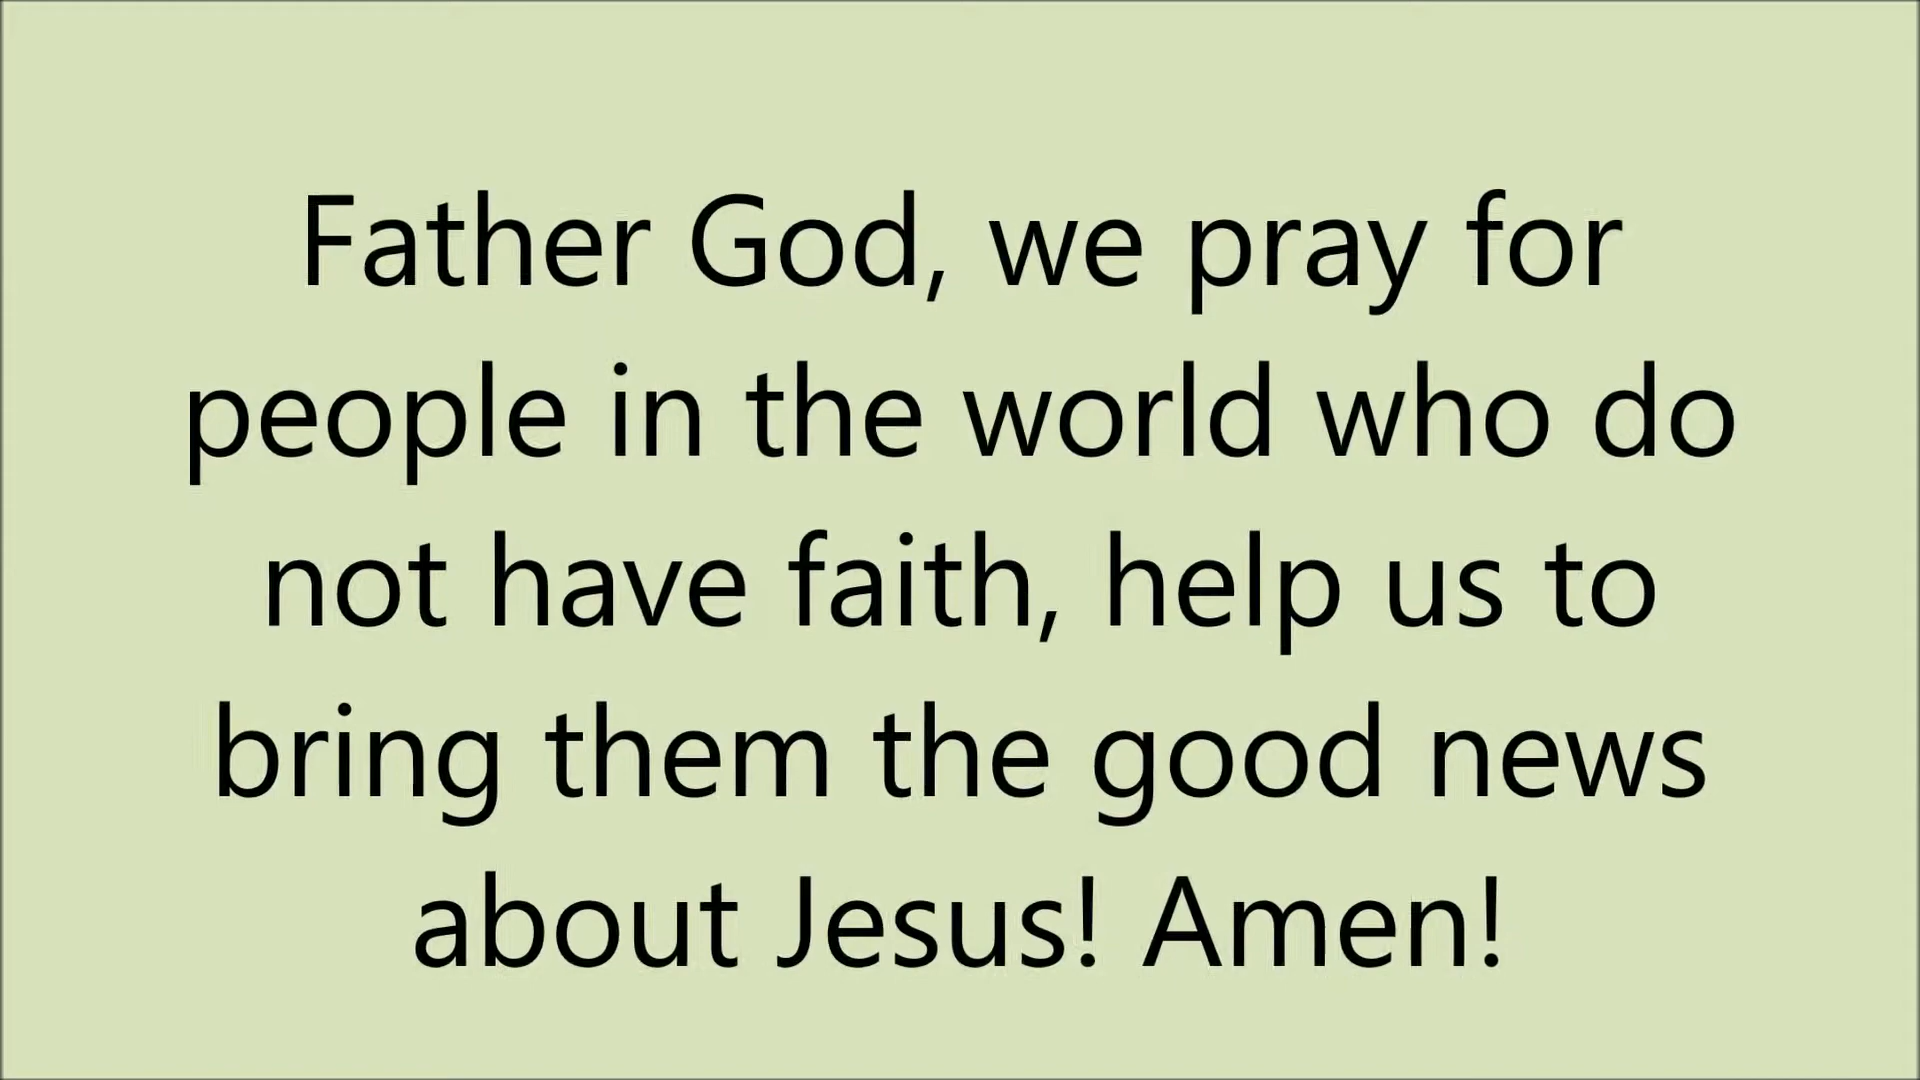 Father God, we pray for
people in the world who do
not have faith, help us to
bring them the good news
about Jesus! Amen!